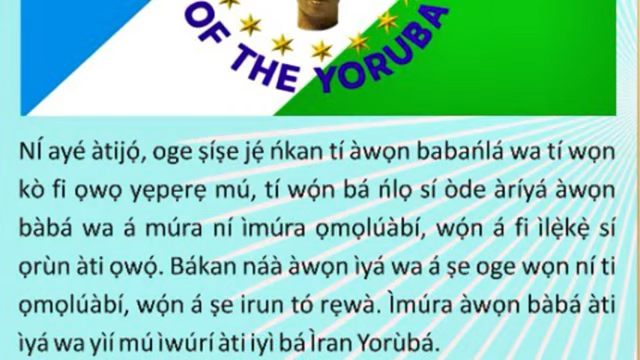 OF THE YORUBA
NÍ ayé àtijọ́, oge ṣíṣe jẹ́ ńkan tí àwọn babańlá wa tí wọn
kò fi ọwọ yẹpẹrẹ mú, tí wọ́n bá ńlọ sí òde àríyá àwọn
bàbá wa á múra ní ìmúra ọmọlúàbí, wọ́n á fi ìlẹ̀kẹ̀ sí
ọrùn àti ọwọ́. Bákan náà àwọn ìyá wa á ṣe oge wọn ní ti
ọmọlúàbí, wọ́n á ṣe irun tó rẹwà. Ìmúra àwọn bàbá àti
ìyá wa yìí mú ìwúrí àti iyì bá Ìran Yorùbá.